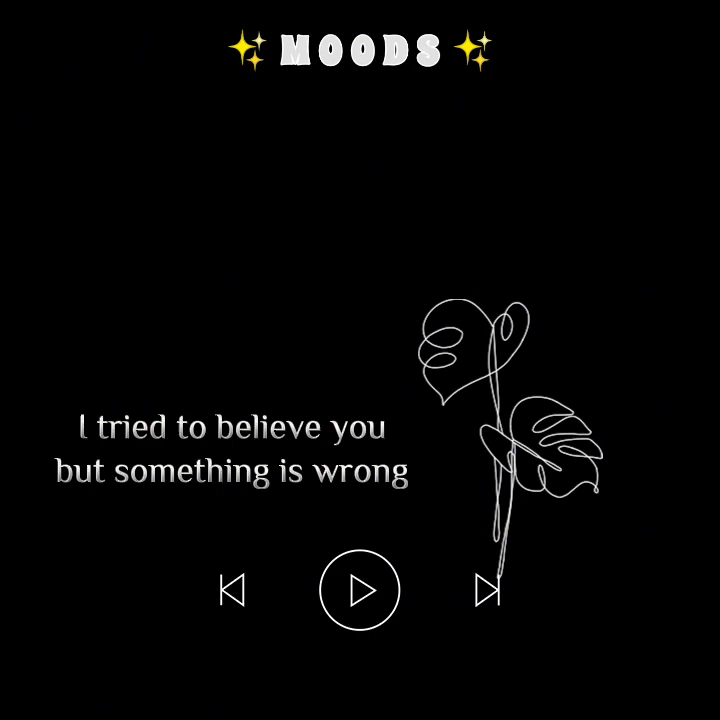 ✨ MOODS ✨
I tried to believe you
but something is wrong